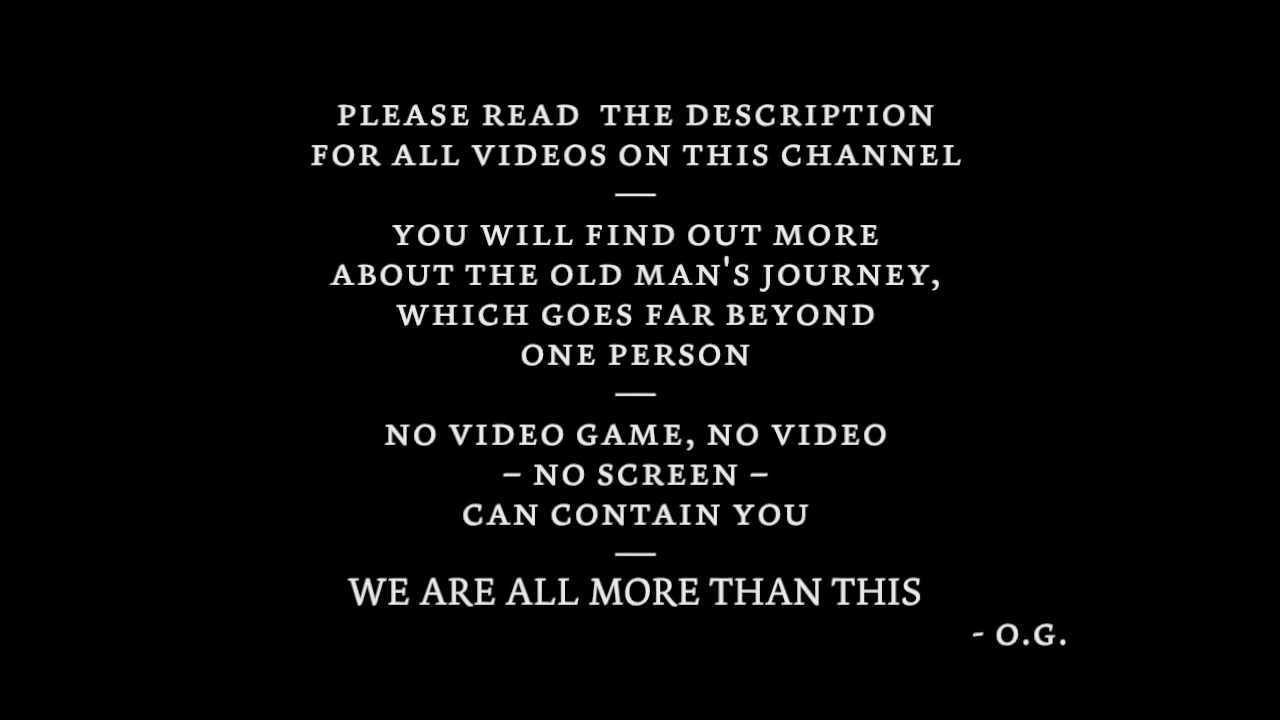 PLEASE READ THE DESCRIPTION
FOR ALL VIDEOS ON THIS CHANNEL
—
YOU WILL FIND OUT MORE
ABOUT THE OLD MAN'S JOURNEY,
WHICH GOES FAR BEYOND
ONE PERSON
—
NO VIDEO GAME, NO VIDEO
– NO SCREEN –
CAN CONTAIN YOU
—
WE ARE ALL MORE THAN THIS
- O.G.